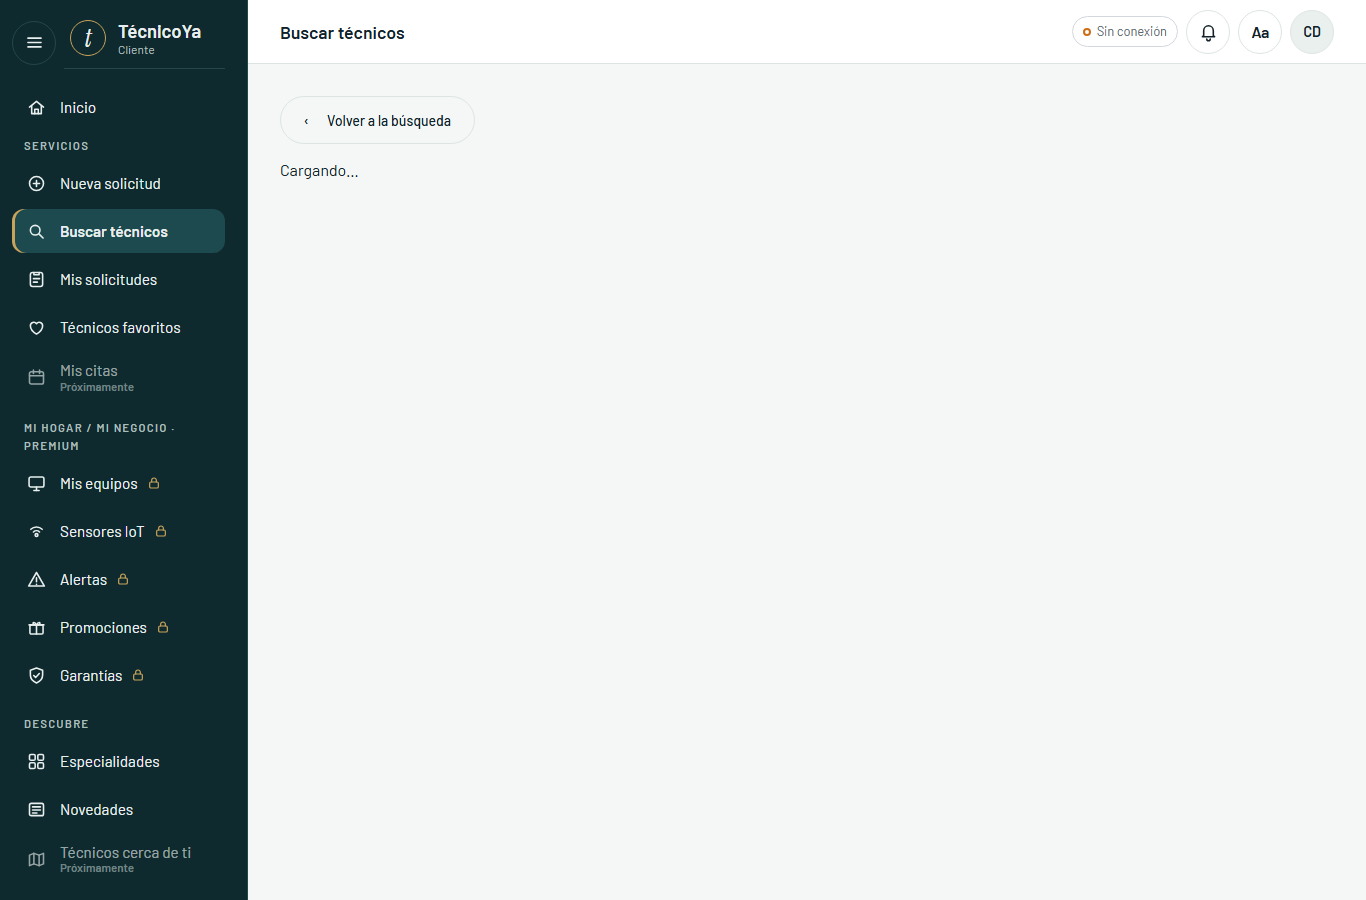 t
TécnicoYa
Cliente
Inicio
SERVICIOS
Nueva solicitud
Buscar técnicos
Mis solicitudes
Técnicos favoritos
Mis citas
Próximamente
MI HOGAR / MI NEGOCIO ·
PREMIUM
Mis equipos
Sensores IoT
Alertas
Promociones
Garantías
DESCUBRE
Especialidades
Novedades
Técnicos cerca de ti
Próximamente
Buscar técnicos
Sin conexión
Aa
CD
‹ Volver a la búsqueda
Cargando...